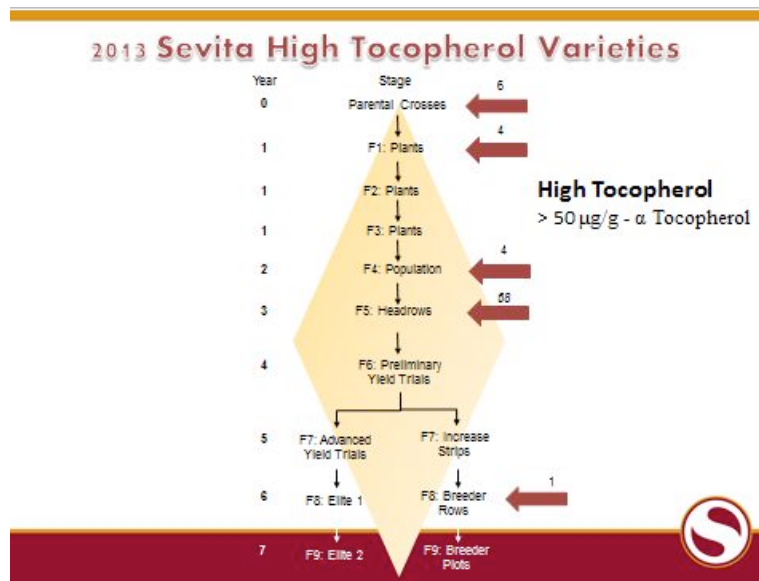 2013 Sevita High Tocopherol Varieties
Year Stage 6
0 Parental Crosses
4
1 F1: Plants
1 F2: Plants
High Tocopherol
> 50 µg/g - α Tocopherol
1 F3: Plants
4
2 F4: Population
68
3 F5: Headrows
4 F6: Preliminary
Yield Trials
5 F7: Advanced
Yield Trials
F7: Increase
Strips
1
6 F8: Elite 1
F8: Breeder
Rows
7 F9: Elite 2
F9: Breeder
Plots